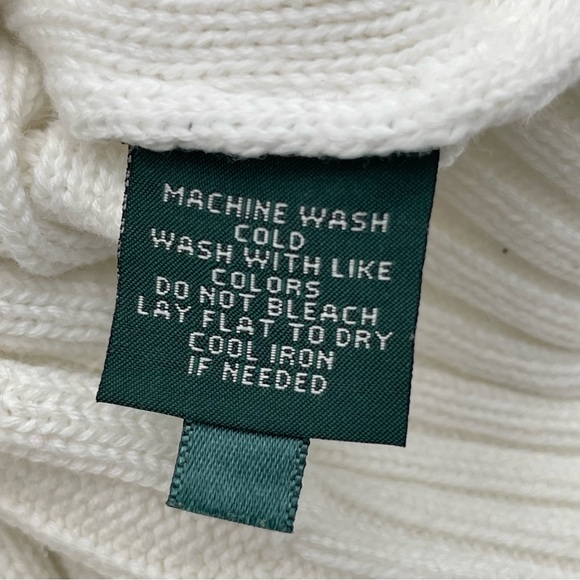 MACHINE WASH
COLD
WASH WITH LIKE
COLORS
DO NOT BLEACH
LAY FLAT TO DRY
COOL IRON
IF NEEDED